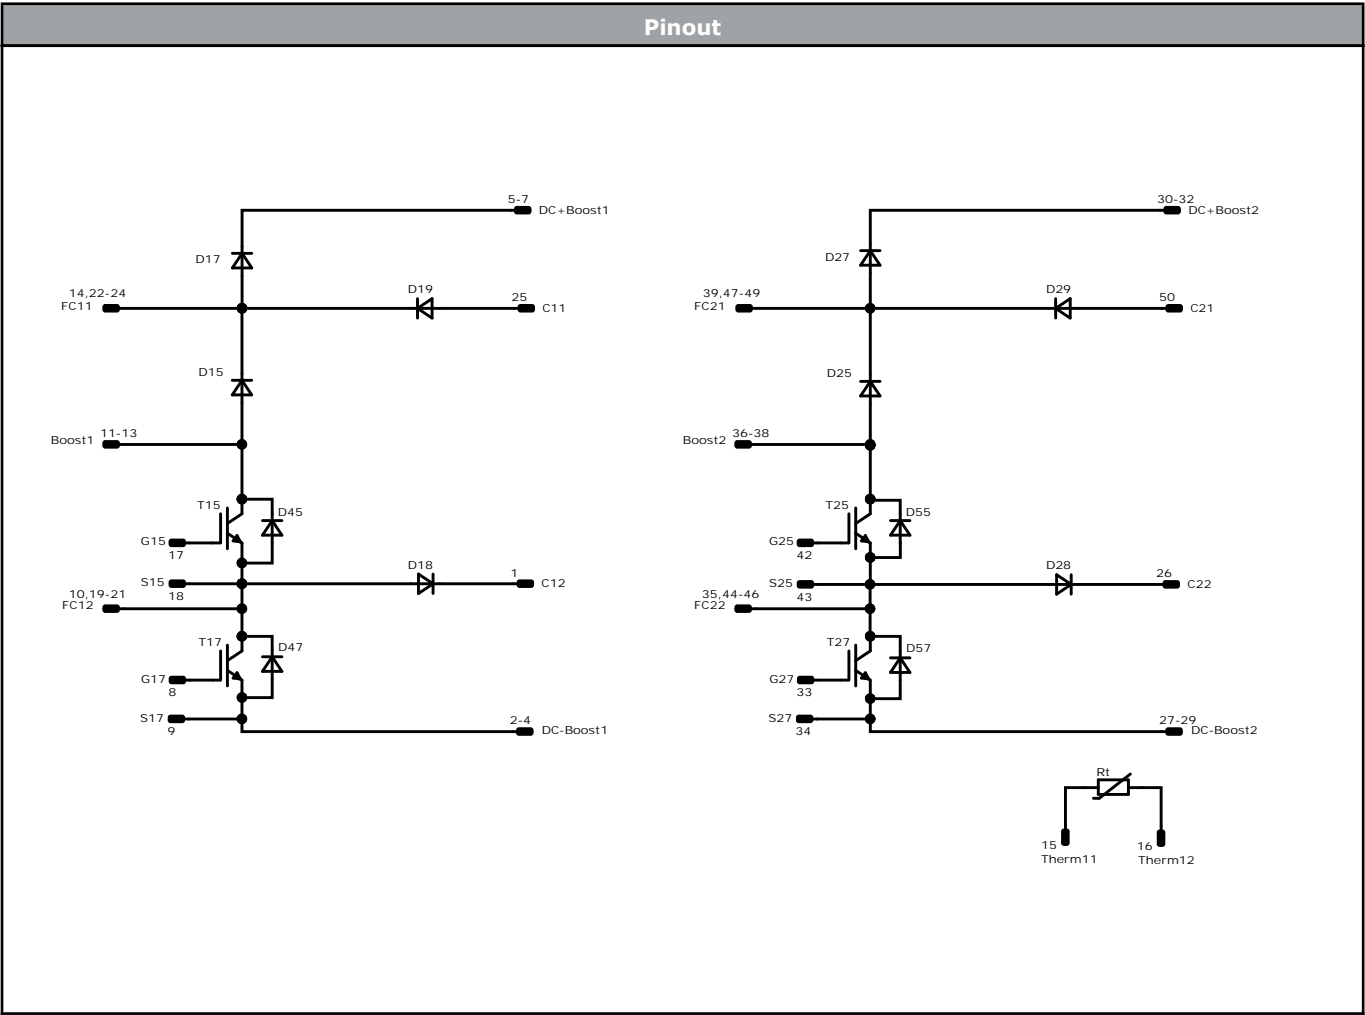 Pinout
5-7
DC+Boost1
D17
14,22-24
FC11
D19
25
C11
D15
Boost1
11-13
T15
D45
G15
17
S15
18
D18
1
C12
10,19-21
FC12
T17
D47
G17
8
S17
9
2-4
DC-Boost1
30-32
DC+Boost2
D27
39,47-49
FC21
D29
50
C21
D25
Boost2
36-38
T25
D55
G25
42
S25
43
D28
26
C22
35,44-46
FC22
T27
D57
G27
33
S27
34
27-29
DC-Boost2
Rt
15
Therm11
16
Therm12